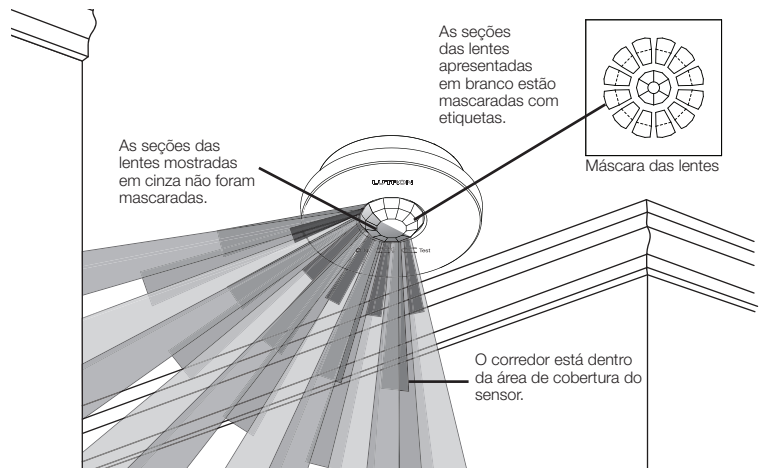 As seções
das lentes
apresentadas
em branco estão
mascaradas com
etiquetas.
Máscara das lentes
As seções das
lentes mostradas
em cinza não foram
mascaradas.
LUTRON
Test
O corredor está dentro
da área de cobertura do
sensor.